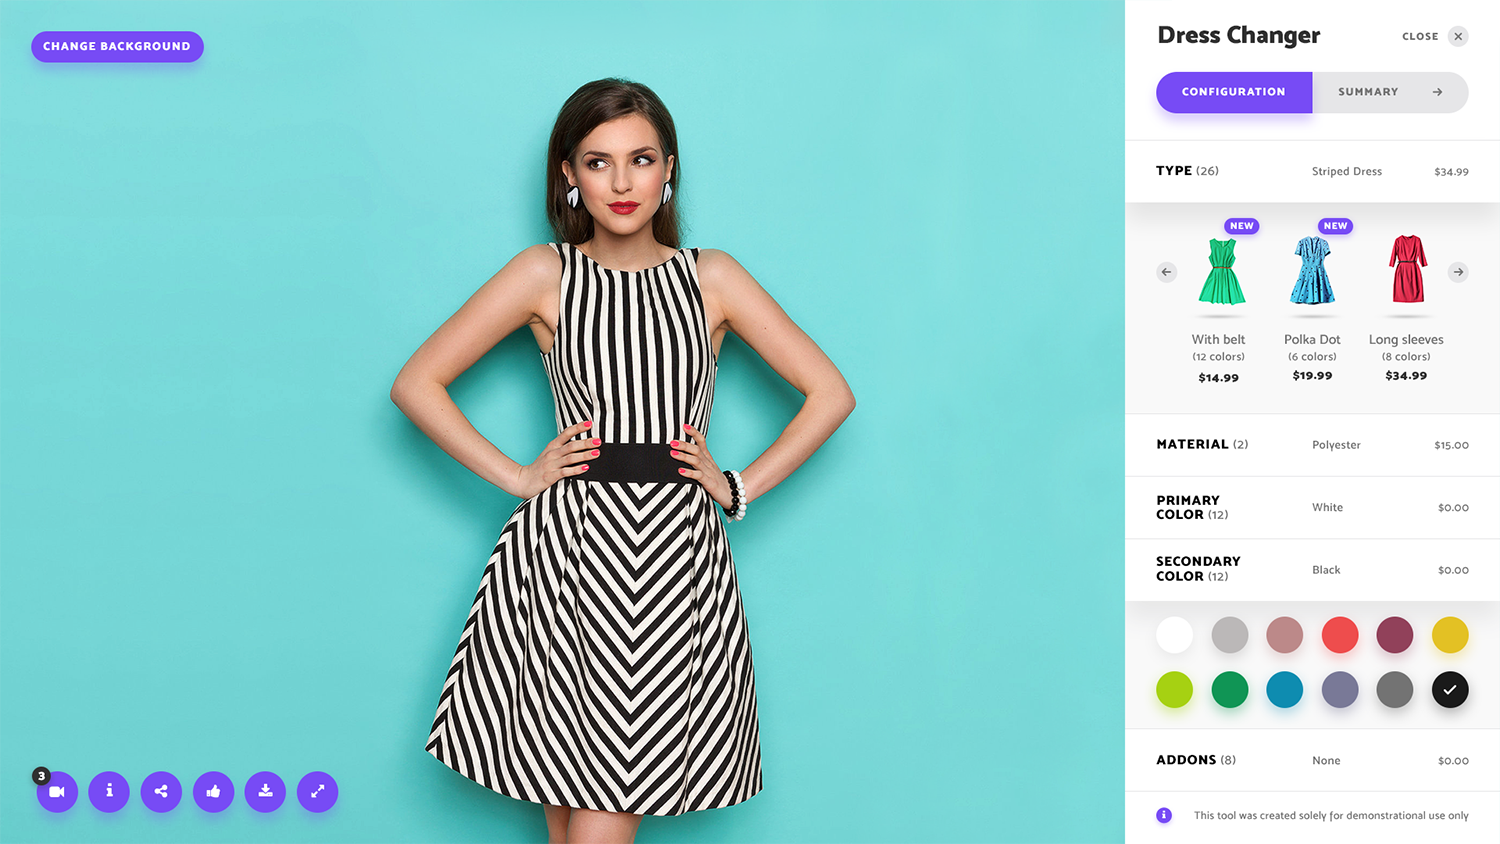 CHANGE BACKGROUND
3
Dress Changer
CLOSE
CONFIGURATION
SUMMARY
TYPE (26)
Striped Dress
$34.99
NEW
NEW
With belt
(12 colors)
$14.99
Polka Dot
(6 colors)
$19.99
Long sleeves
(8 colors)
$34.99
MATERIAL (2)
Polyester
$15.00
PRIMARY
COLOR (12)
White
$0.00
SECONDARY
COLOR (12)
Black
$0.00
ADDONS (8)
None
$0.00
This tool was created solely for demonstrational use only